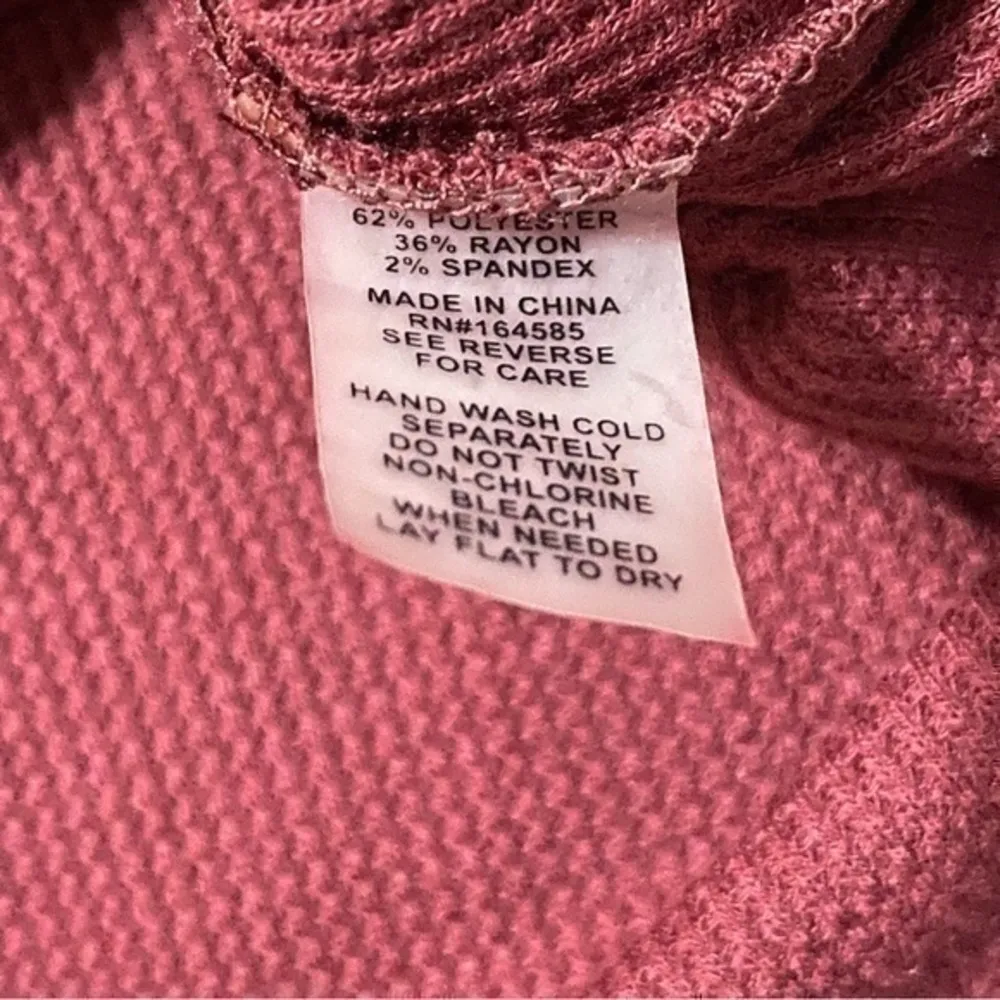 62% POLYESTER
36% RAYON
2% SPANDEX
MADE IN CHINA
RN#164585
SEE REVERSE
FOR CARE
HAND WASH COLD
SEPARATELY
DO NOT TWIST
NON-CHLORINE
BLEACH
WHEN NEEDED
LAY FLAT TO DRY